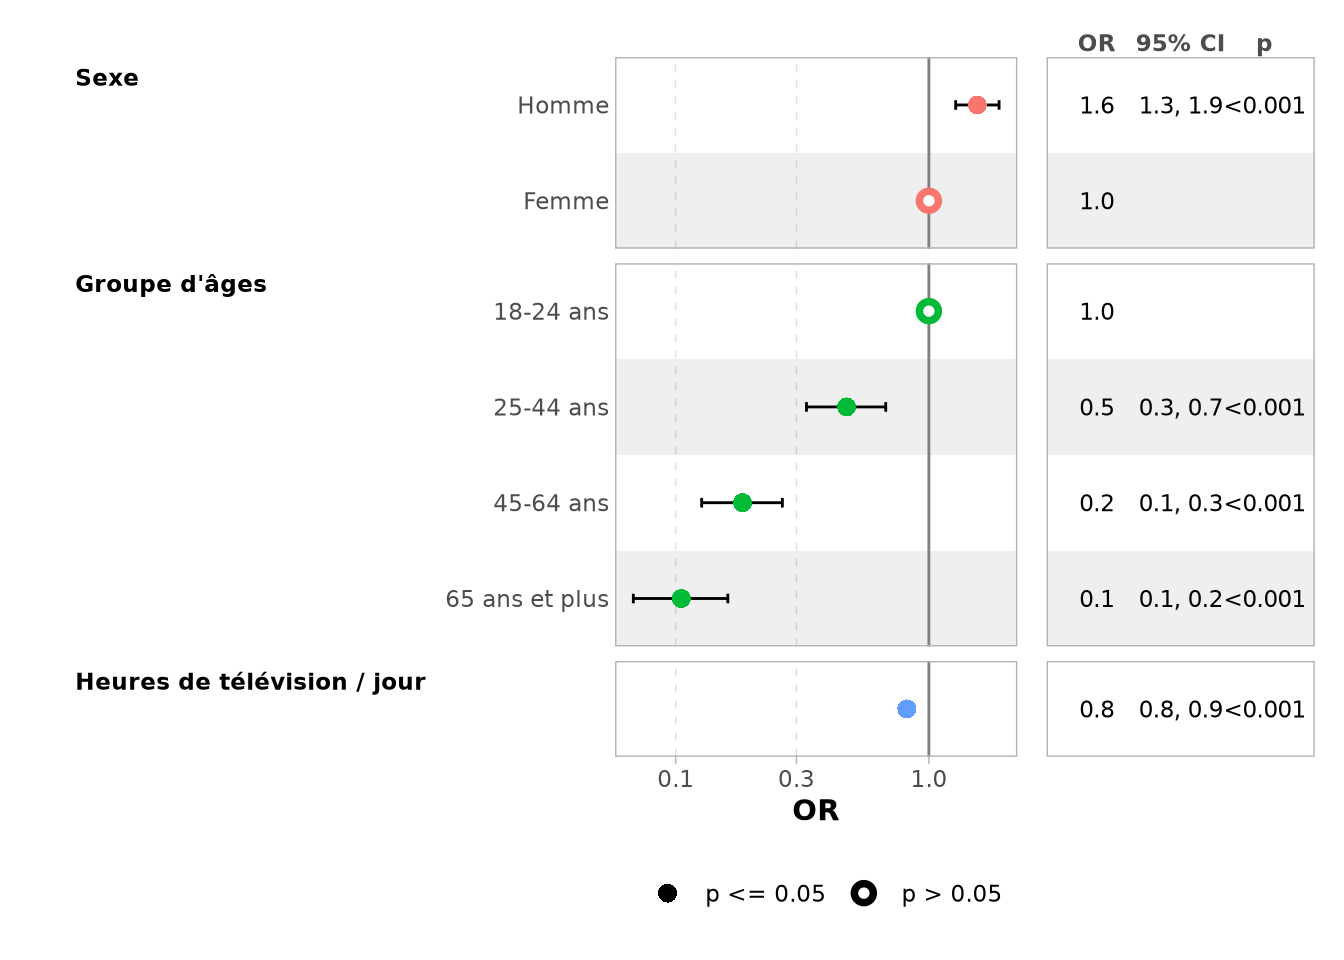 OR 95% CI p
Sexe
Homme 1.6 1.3, 1.9<0.001
Femme 1.0
Groupe d'âges
18-24 ans 1.0
25-44 ans 0.5 0.3, 0.7<0.001
45-64 ans 0.2 0.1, 0.3<0.001
65 ans et plus 0.1 0.1, 0.2<0.001
Heures de télévision / jour
0.8 0.8, 0.9<0.001
0.1 0.3 1.0
OR
p <= 0.05 p > 0.05